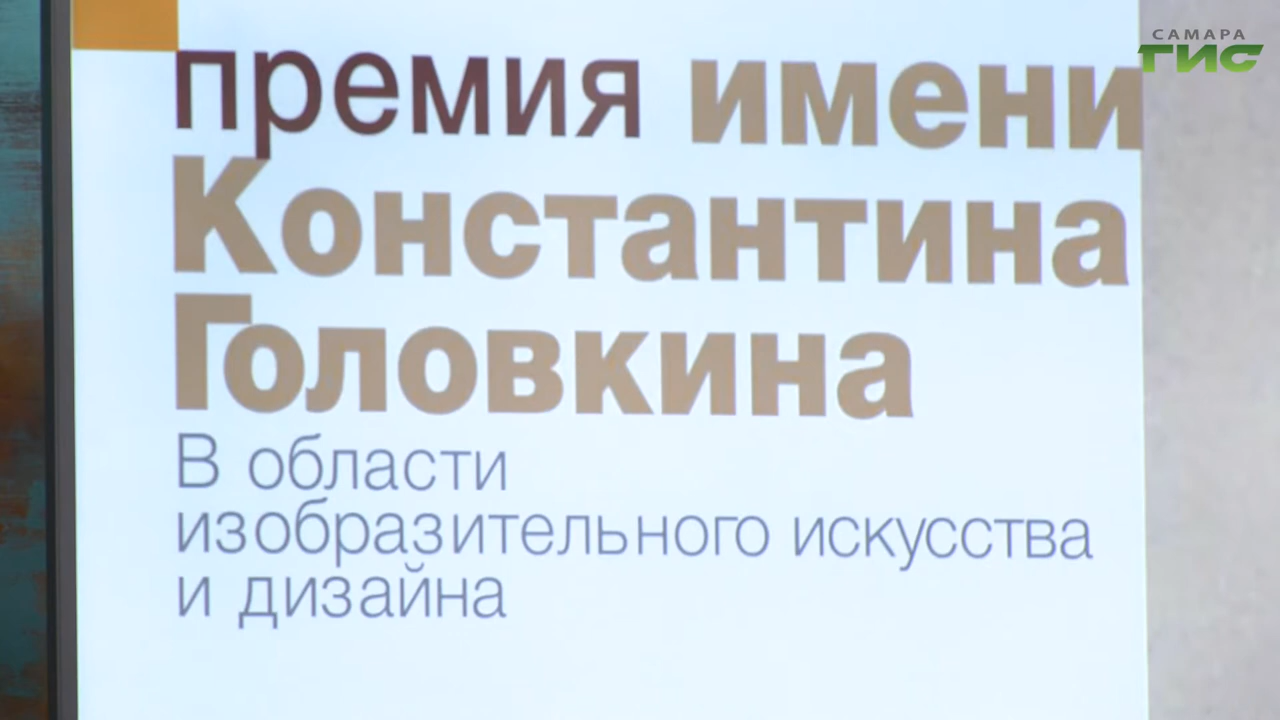 САМАРА
ГИС
премия имени
Константина
Головкина
В области
изобразительного искусства
и дизайна